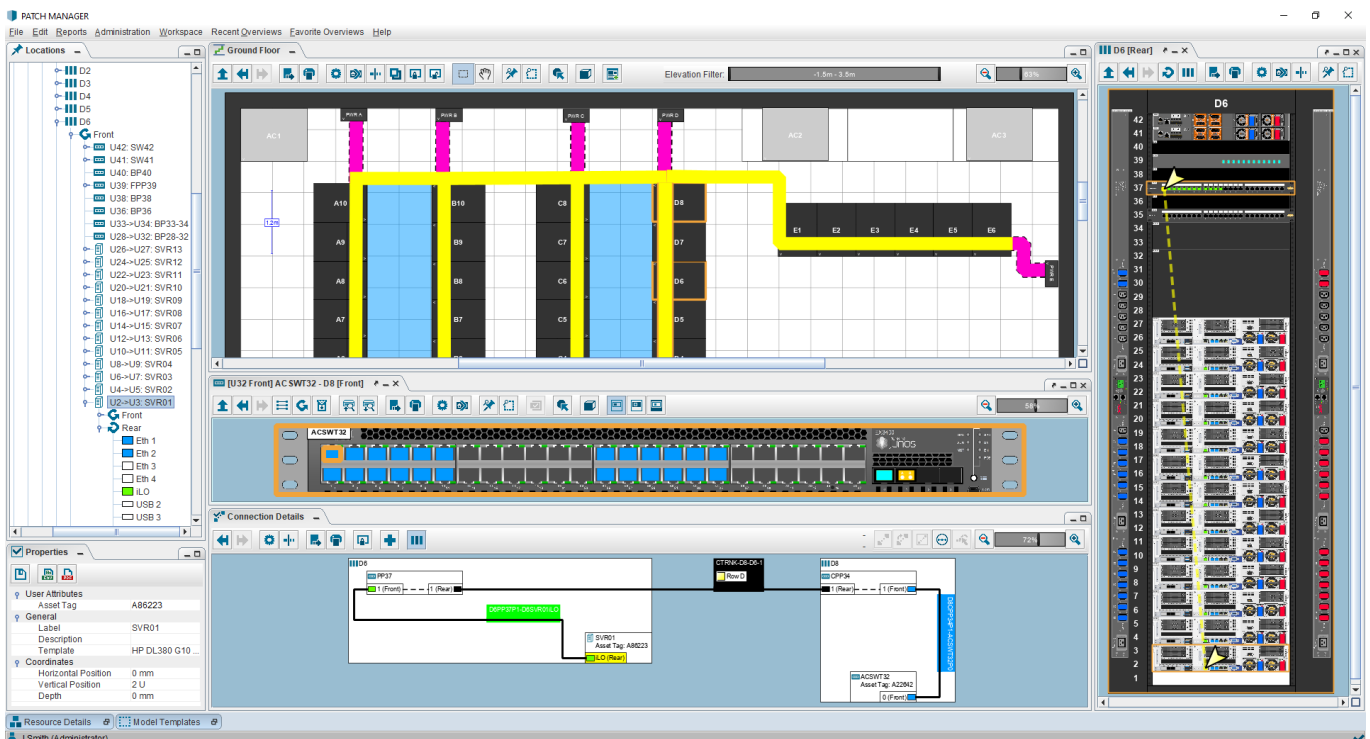 PATCH MANAGER
File Edit Reports Administration Workspace Recent Overviews Favorite Overviews Help
Locations
D2
D3
D4
D5
D6
Front
U42: SW42
U41: SW41
U40: BP40
U39: FPP39
U38: BP38
U36: BP36
U33->U34: BP33-34
U28->U32: BP28-32
U26->U27: SVR13
U24->U25: SVR12
U22->U23: SVR11
U20->U21: SVR10
U18->U19: SVR09
U16->U17: SVR08
U14->U15: SVR07
U12->U13: SVR06
U10->U11: SVR05
U8->U9: SVR04
U6->U7: SVR03
U4->U5: SVR02
U2->U3: SVR01
Front
Rear
Eth 1
Eth 2
Eth 3
Eth 4
iLO
USB 2
USB 3
Properties
User Attributes
Asset Tag A86223
General
Label SVR01
Description
Template HP DL380 G10 ...
Coordinates
Horizontal Position 0 mm
Vertical Position 2 U
Depth 0 mm
Ground Floor
Elevation Filter: -1.5m - 3.5m 83%
PWR A PWR B PWR C PWR D
AC1 AC2 AC3
A10 B10 C8 D8
1.2m
E1 E2 E3 E4 E5 E6
A9 B9 C7 D7
PWR E
A8 B8 C6 D6
A7 B7 C5 D5
[U32 Front] AC SWT32 - D8 [Front]
58%
ACSWT32
Connection Details
72%
D6
PP37
1 (Front) 1 (Rear)
D6PP37P1-D6SVR01iLO
SVR01
Asset Tag: A86223
iLO (Rear)
CTRNK-D8-D6-1
Row D
D8
CPP34
1 (Rear) 1 (Front)
ACSWT32
Asset Tag: A22642
0 (Front)
D6 [Rear]
D6
42
41
40
39
38
37
36
35
34
33
32
31
30
29
28
27
26
25
24
23
22
21
20
19
18
17
16
15
14
13
12
11
10
9
8
7
6
5
4
3
2
1
Resource Details Model Templates
J Smith (Administrator)